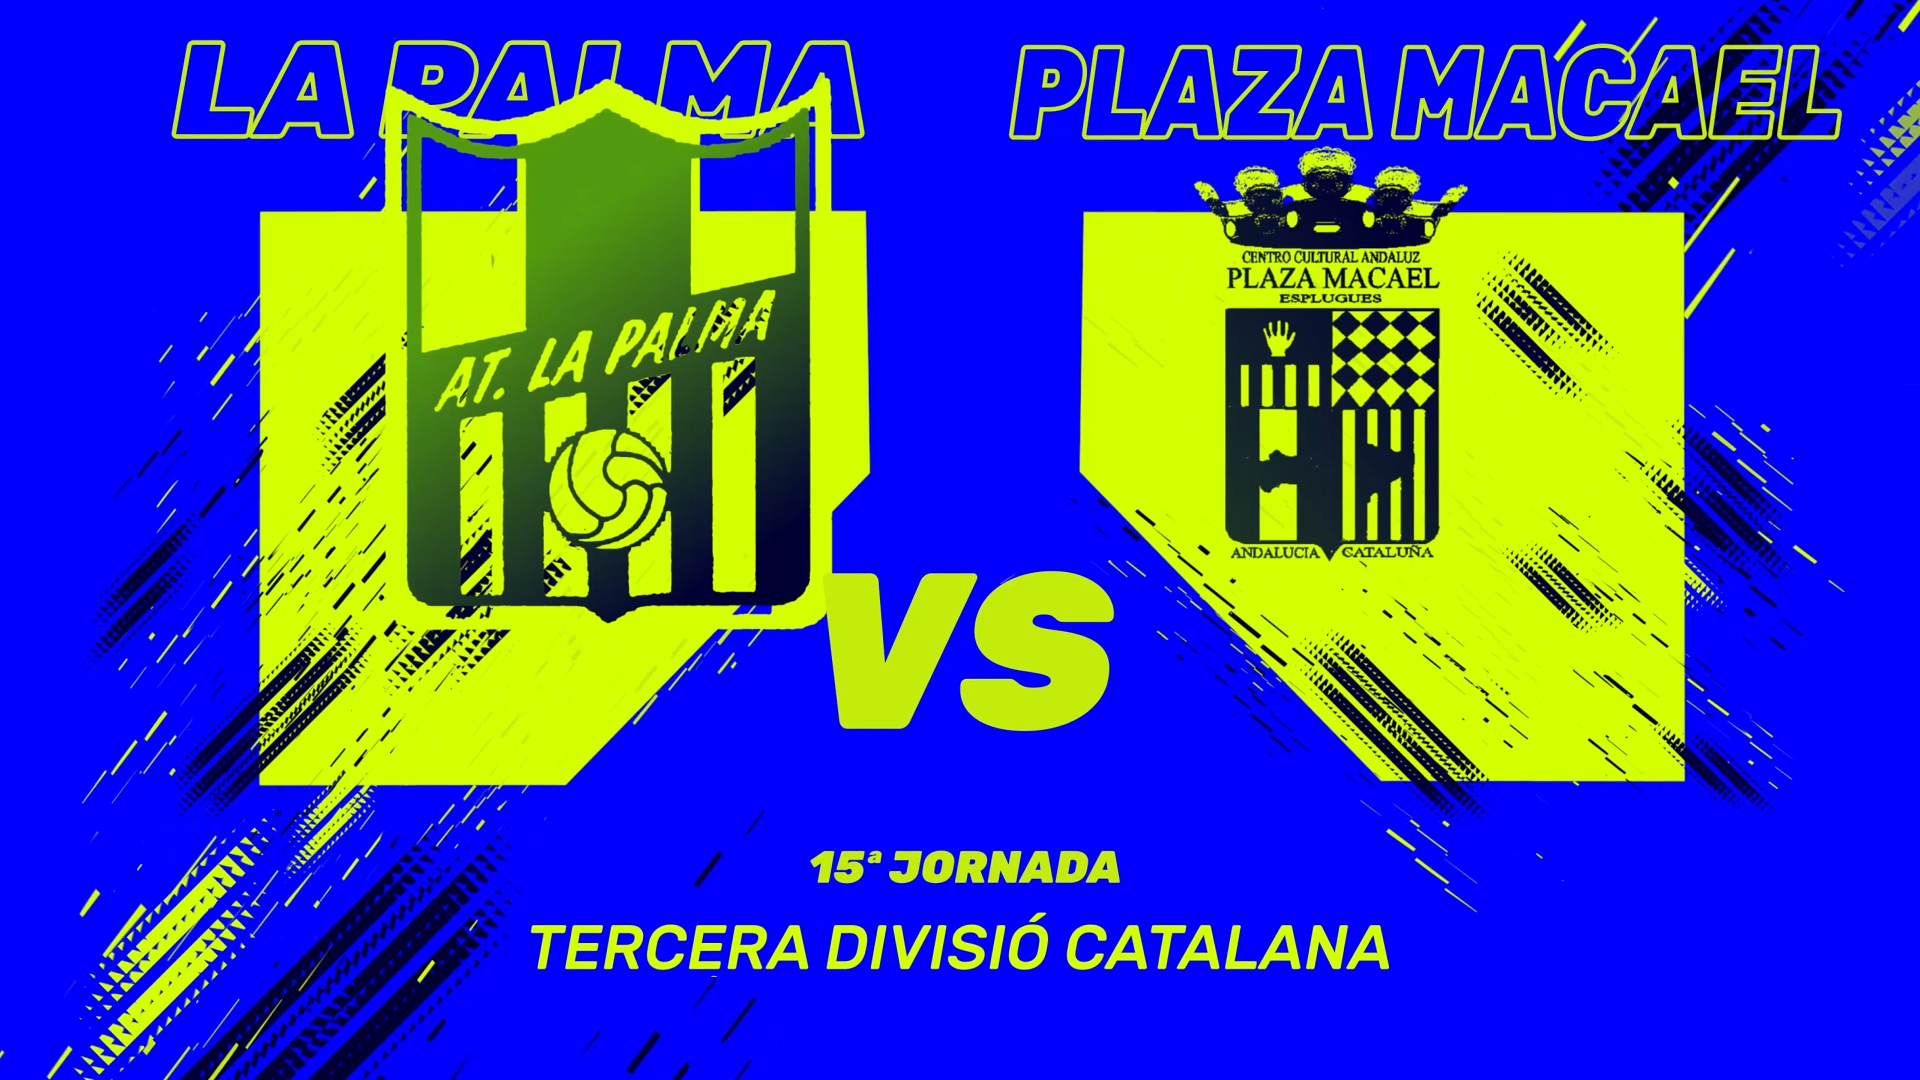 LA PALMA
PLAZA MACAEL
AT. LA PALMA
CENTRO CULTURAL ANDALUZ
PLAZA MACAEL
ESPLUGUES
ANDALUCIA CATALUÑA
VS
15ª JORNADA
TERCERA DIVISIÓ CATALANA